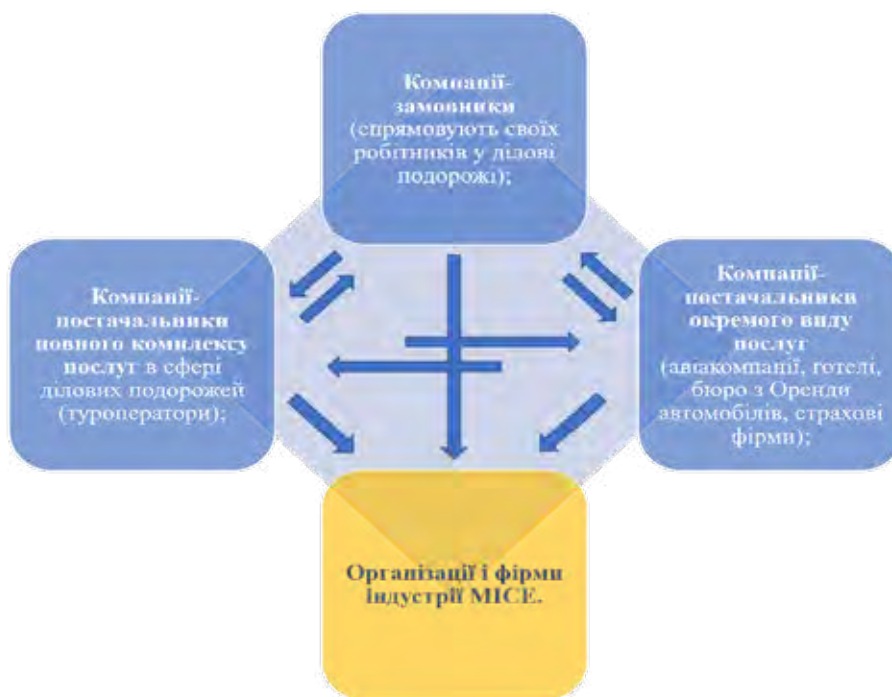 Компанії-
замовники
(спрямовують своїх
робітників у ділові
подорожі);
Компанії-
постачальники
повного комплексу
послуг в сфері
ділових подорожей
(туроператори);
Компанії-
постачальники
окремого виду
послуг
(авіакомпанії, готелі,
бюро з Оренди
автомобілів, страхові
фірми);
Організації і фірми
індустрії MICE.